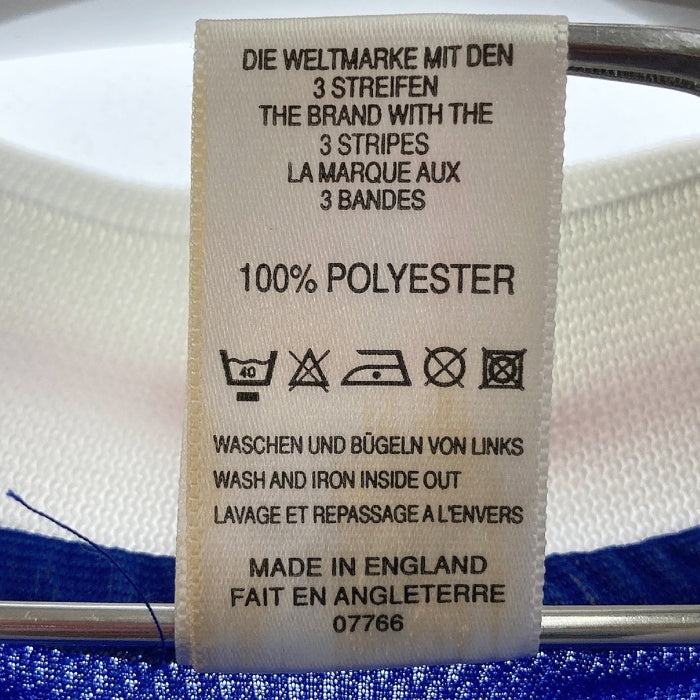 DIE WELTMARKE MIT DEN
3 STREIFEN
THE BRAND WITH THE
3 STRIPES
LA MARQUE AUX
3 BANDES
100% POLYESTER
40
WASCHEN UND BÜGELN VON LINKS
WASH AND IRON INSIDE OUT
LAVAGE ET REPASSAGE A L'ENVERS
MADE IN ENGLAND
FAIT EN ANGLETERRE
07766